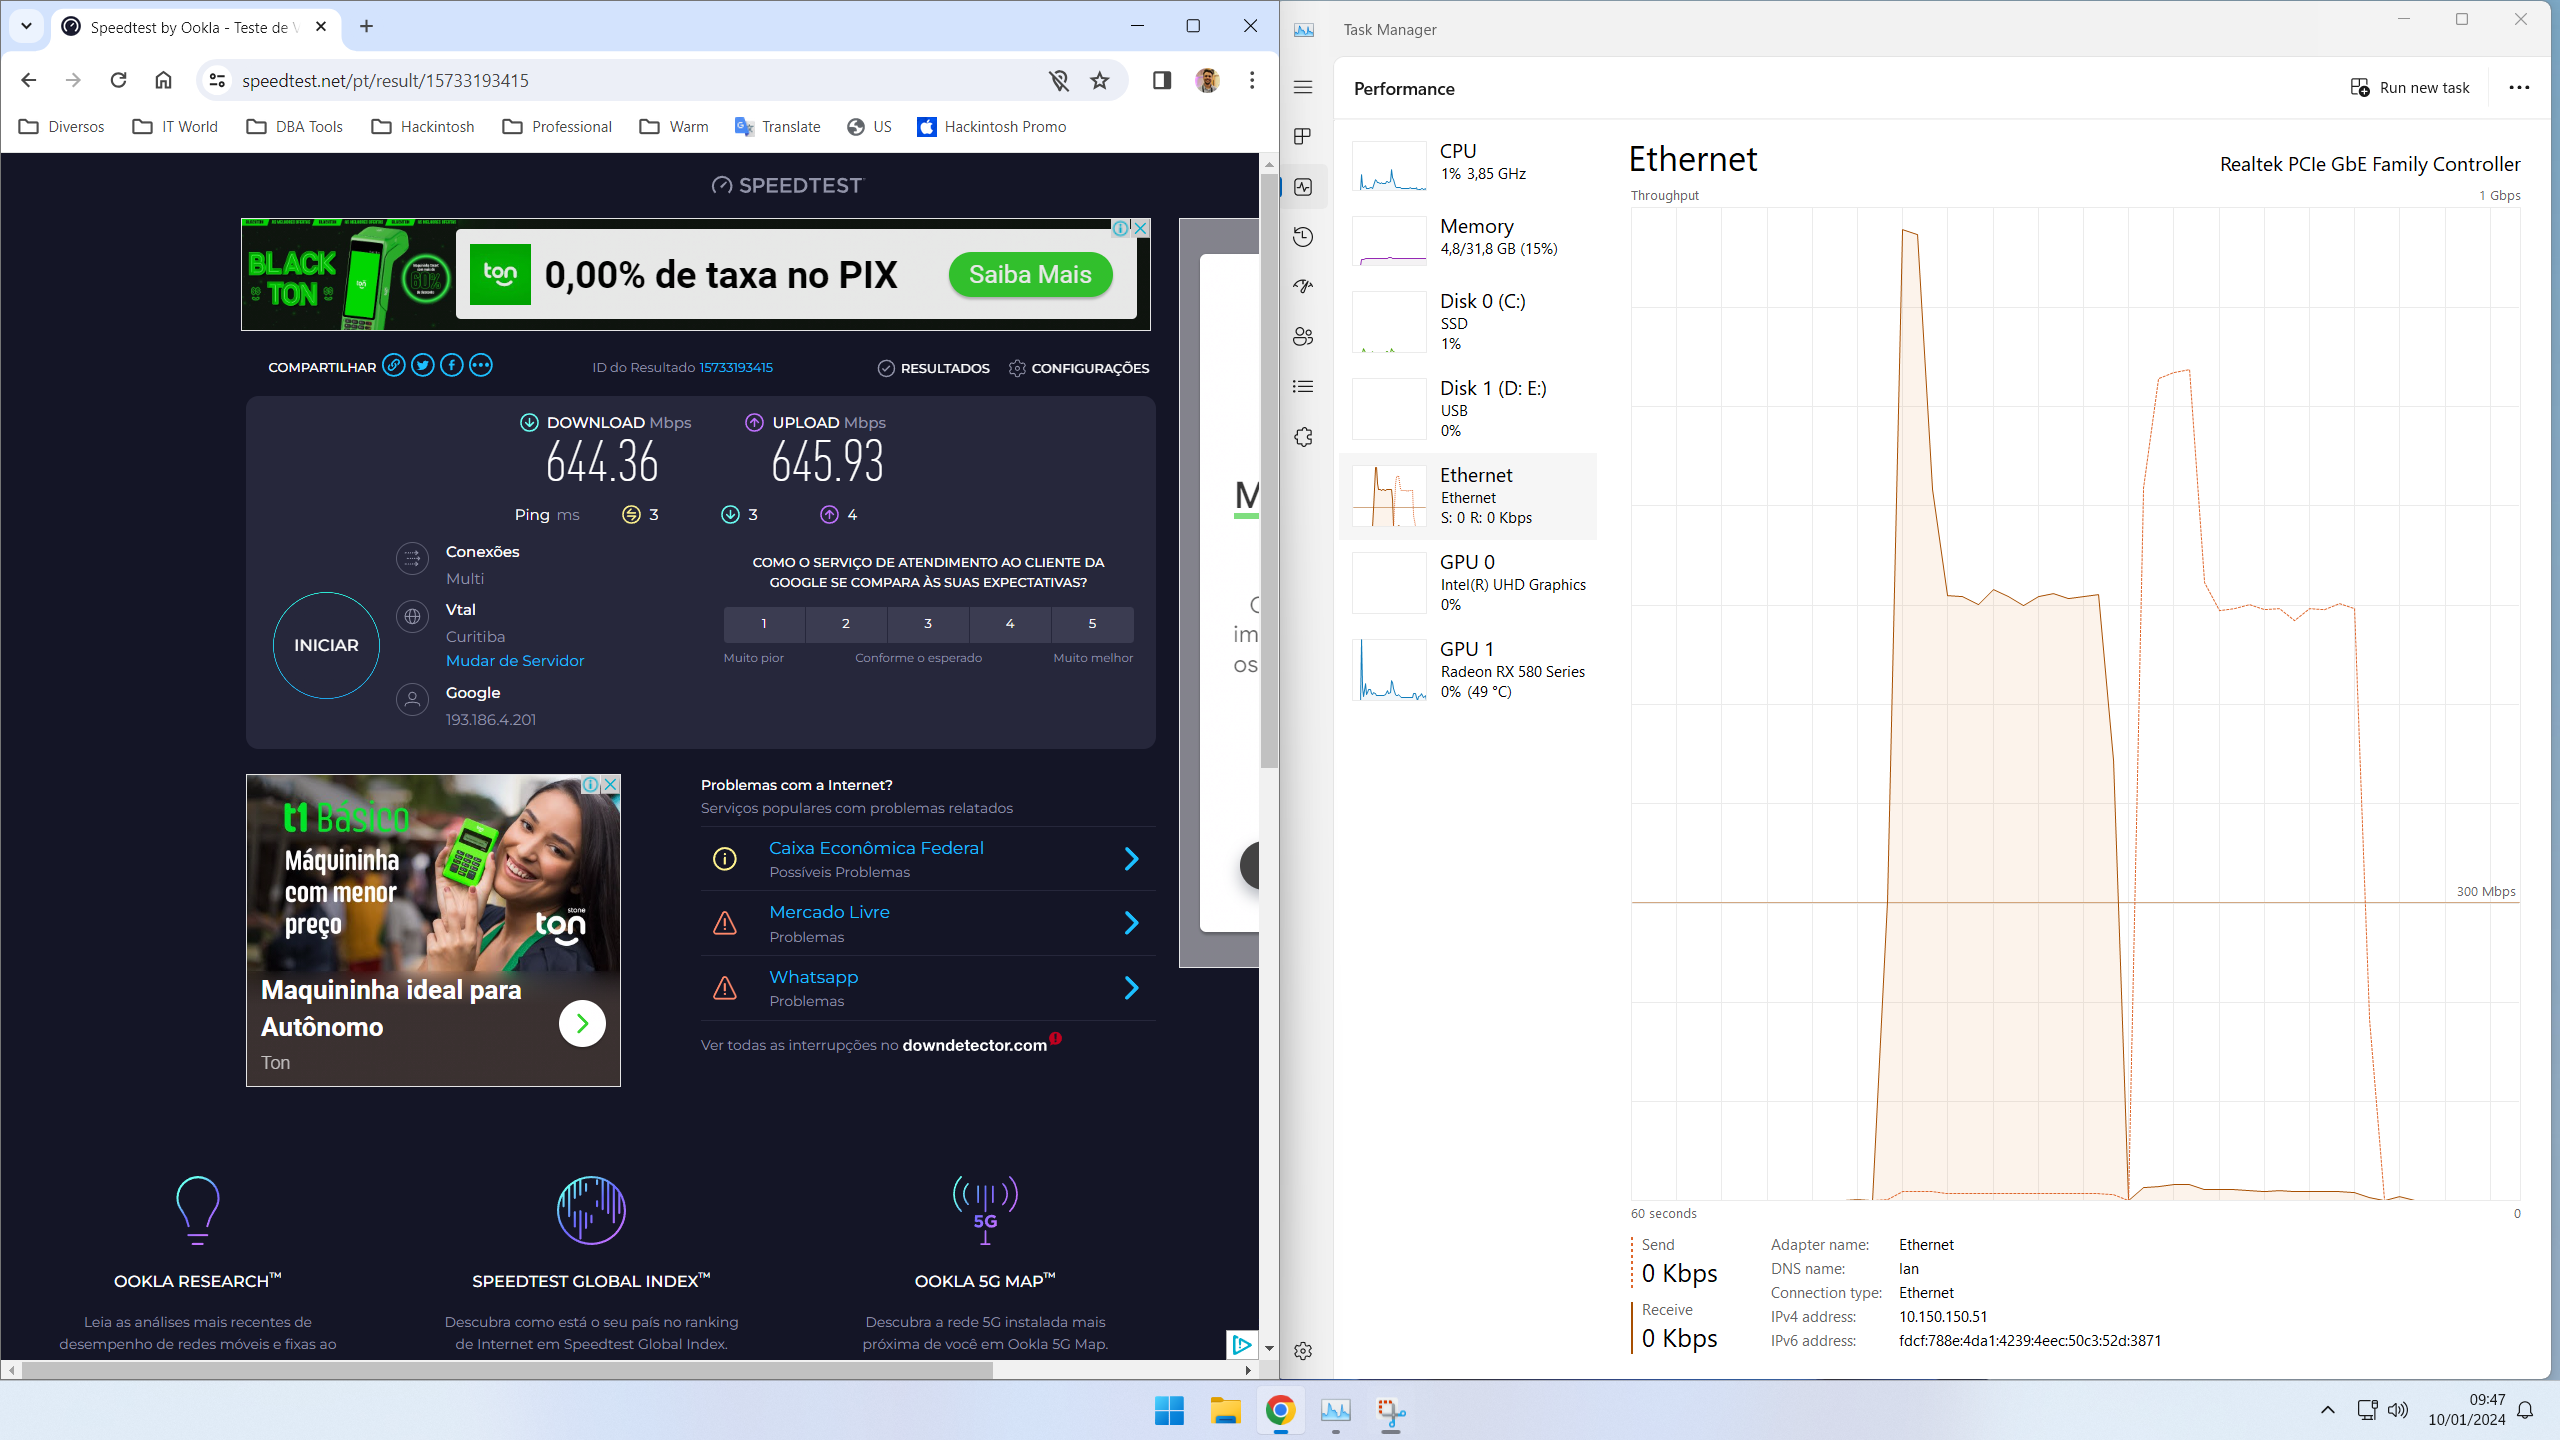 Speedtest by Ookla - Teste de V
speedtest.net/pt/result/15733193415
Diversos
IT World
DBA Tools
Hackintosh
Professional
Warm
Translate
US
Hackintosh Promo
SPEEDTEST
BLACK
TON
ton
0,00% de taxa no PIX
Saiba Mais
COMPARTILHAR
ID do Resultado 15733193415
RESULTADOS
CONFIGURAÇÕES
DOWNLOAD Mbps
644.36
UPLOAD Mbps
645.93
Ping ms
3
3
4
INICIAR
Conexões
Multi
Vtal
Curitiba
Mudar de Servidor
Google
193.186.4.201
COMO O SERVIÇO DE ATENDIMENTO AO CLIENTE DA
GOOGLE SE COMPARA ÀS SUAS EXPECTATIVAS?
1 2 3 4 5
Muito pior
Conforme o esperado
Muito melhor
t1 Básico
Máquininha
com menor
preço
stone
ton
Maquininha ideal para
Autônomo
Ton
Problemas com a Internet?
Serviços populares com problemas relatados
Caixa Econômica Federal
Possíveis Problemas
Mercado Livre
Problemas
Whatsapp
Problemas
Ver todas as interrupções no downdetector.com
M
im
os
5G
OOKLA RESEARCH™
Leia as análises mais recentes de
desempenho de redes móveis e fixas ao
SPEEDTEST GLOBAL INDEX™
Descubra como está o seu país no ranking
de Internet em Speedtest Global Index.
OOKLA 5G MAP™
Descubra a rede 5G instalada mais
próxima de você em Ookla 5G Map.
Task Manager
Performance
Run new task
CPU
1% 3,85 GHz
Memory
4,8/31,8 GB (15%)
Disk 0 (C:)
SSD
1%
Disk 1 (D: E:)
USB
0%
Ethernet
Ethernet
S: 0 R: 0 Kbps
GPU 0
Intel(R) UHD Graphics
0%
GPU 1
Radeon RX 580 Series
0% (49 °C)
Ethernet
Realtek PCIe GbE Family Controller
Throughput
1 Gbps
300 Mbps
60 seconds
0
Send
0 Kbps
Receive
0 Kbps
Adapter name: Ethernet
DNS name: lan
Connection type: Ethernet
IPv4 address: 10.150.150.51
IPv6 address: fdcf:788e:4da1:4239:4eec:50c3:52d:3871
09:47
10/01/2024